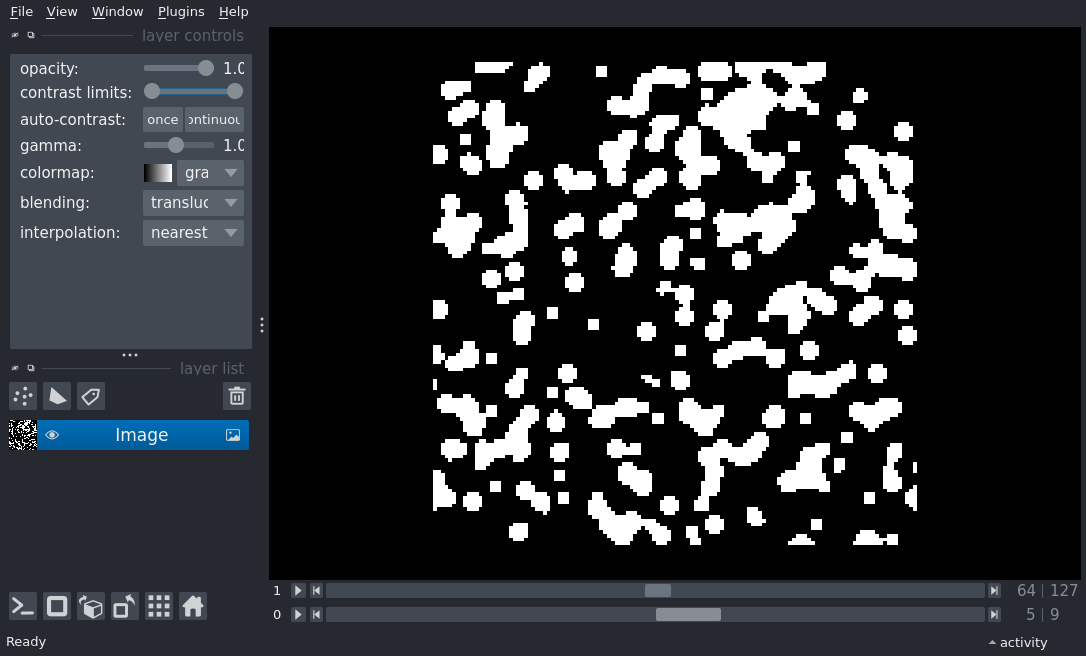 File View Window Plugins Help
layer controls
opacity: 1.0
contrast limits:
auto-contrast: once ontinuou
gamma: 1.0
colormap: gra
blending: transluc
interpolation: nearest
layer list
Image
1 64 | 127
0 5 | 9
Ready activity